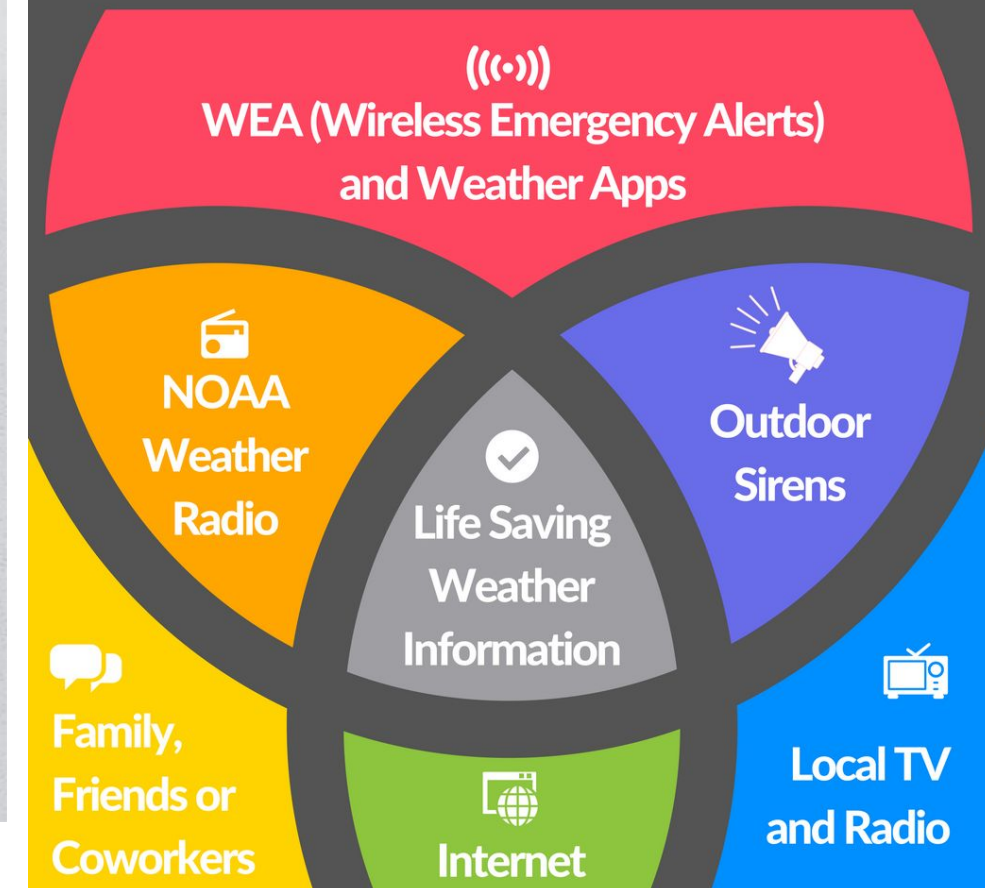 WEA (Wireless Emergency Alerts)
and Weather Apps
NOAA
Weather
Radio
Outdoor
Sirens
Life Saving
Weather
Information
Family,
Friends or
Coworkers
Internet
Local TV
and Radio